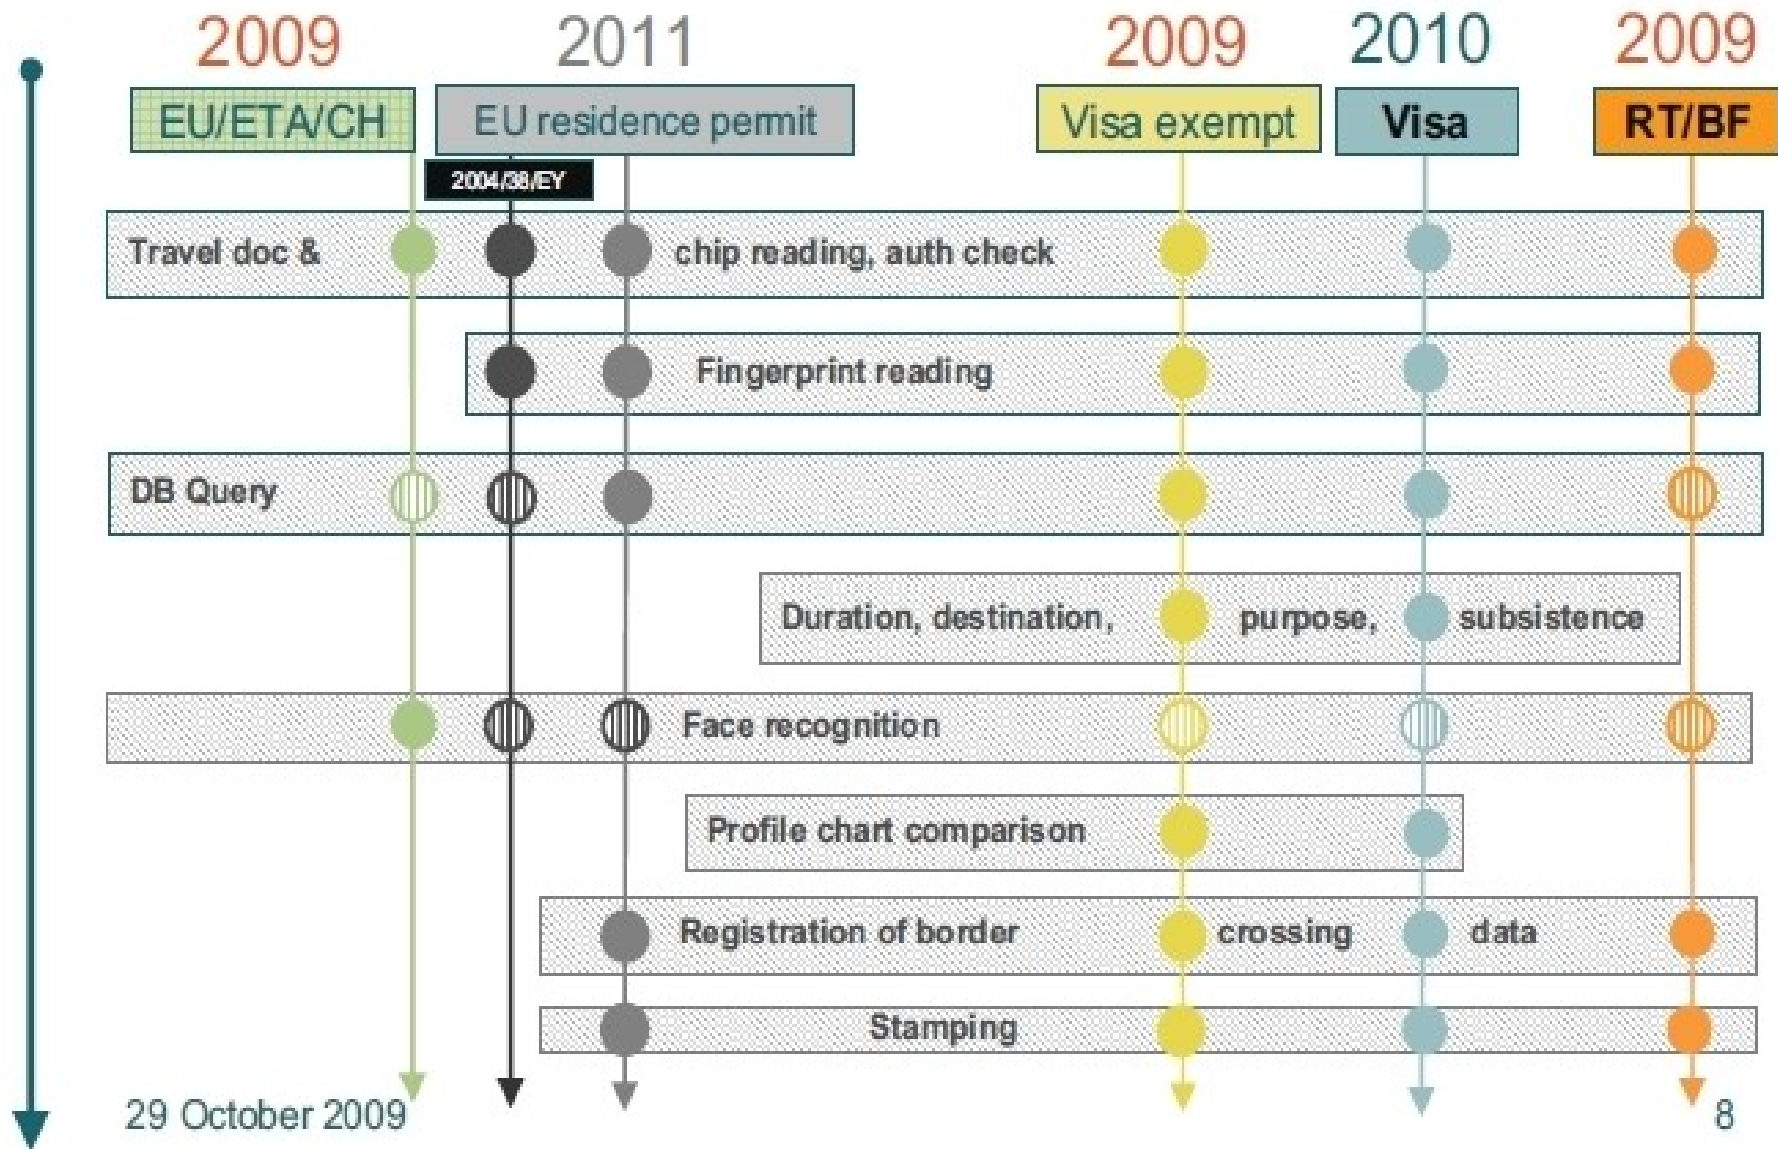 2009 2011 2009 2010 2009
EU/ETA/CH EU residence permit Visa exempt Visa RT/BF
2004/38/EY
Travel doc & chip reading, auth check
Fingerprint reading
DB Query
Duration, destination, purpose, subsistence
Face recognition
Profile chart comparison
Registration of border crossing data
Stamping
29 October 2009 8